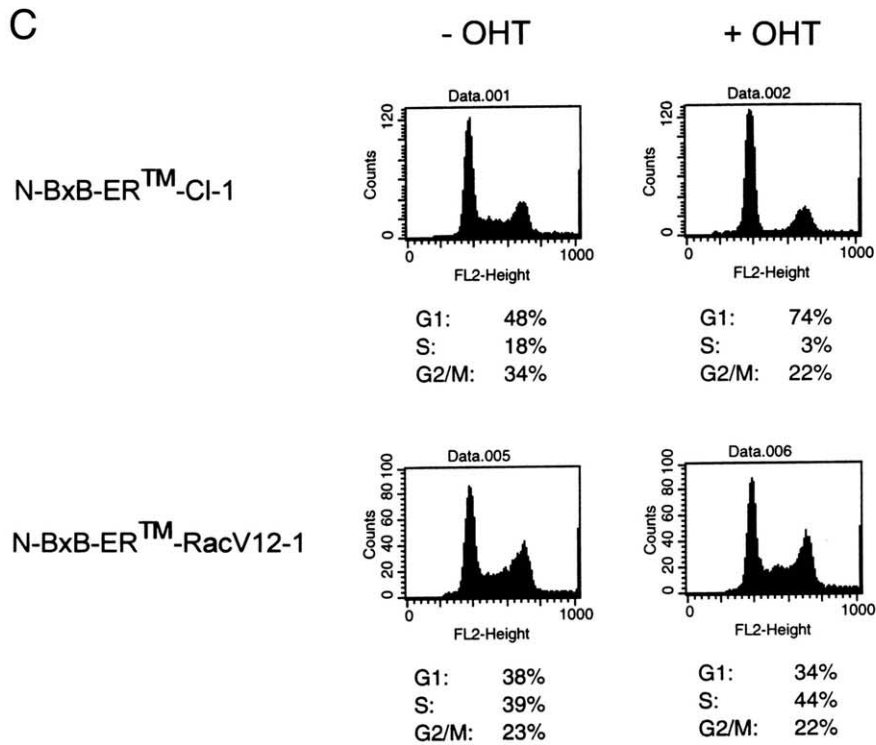 C
- OHT
+ OHT
N-BxB-ER™-Cl-1
Data.001
120
Counts
0
0
1000
FL2-Height
G1: 48%
S: 18%
G2/M: 34%
Data.002
120
Counts
0
0
1000
FL2-Height
G1: 74%
S: 3%
G2/M: 22%
N-BxB-ER™-RacV12-1
Data.005
100
80
60
40
20
0
Counts
0
1000
FL2-Height
G1: 38%
S: 39%
G2/M: 23%
Data.006
100
80
60
40
20
0
Counts
0
1000
FL2-Height
G1: 34%
S: 44%
G2/M: 22%